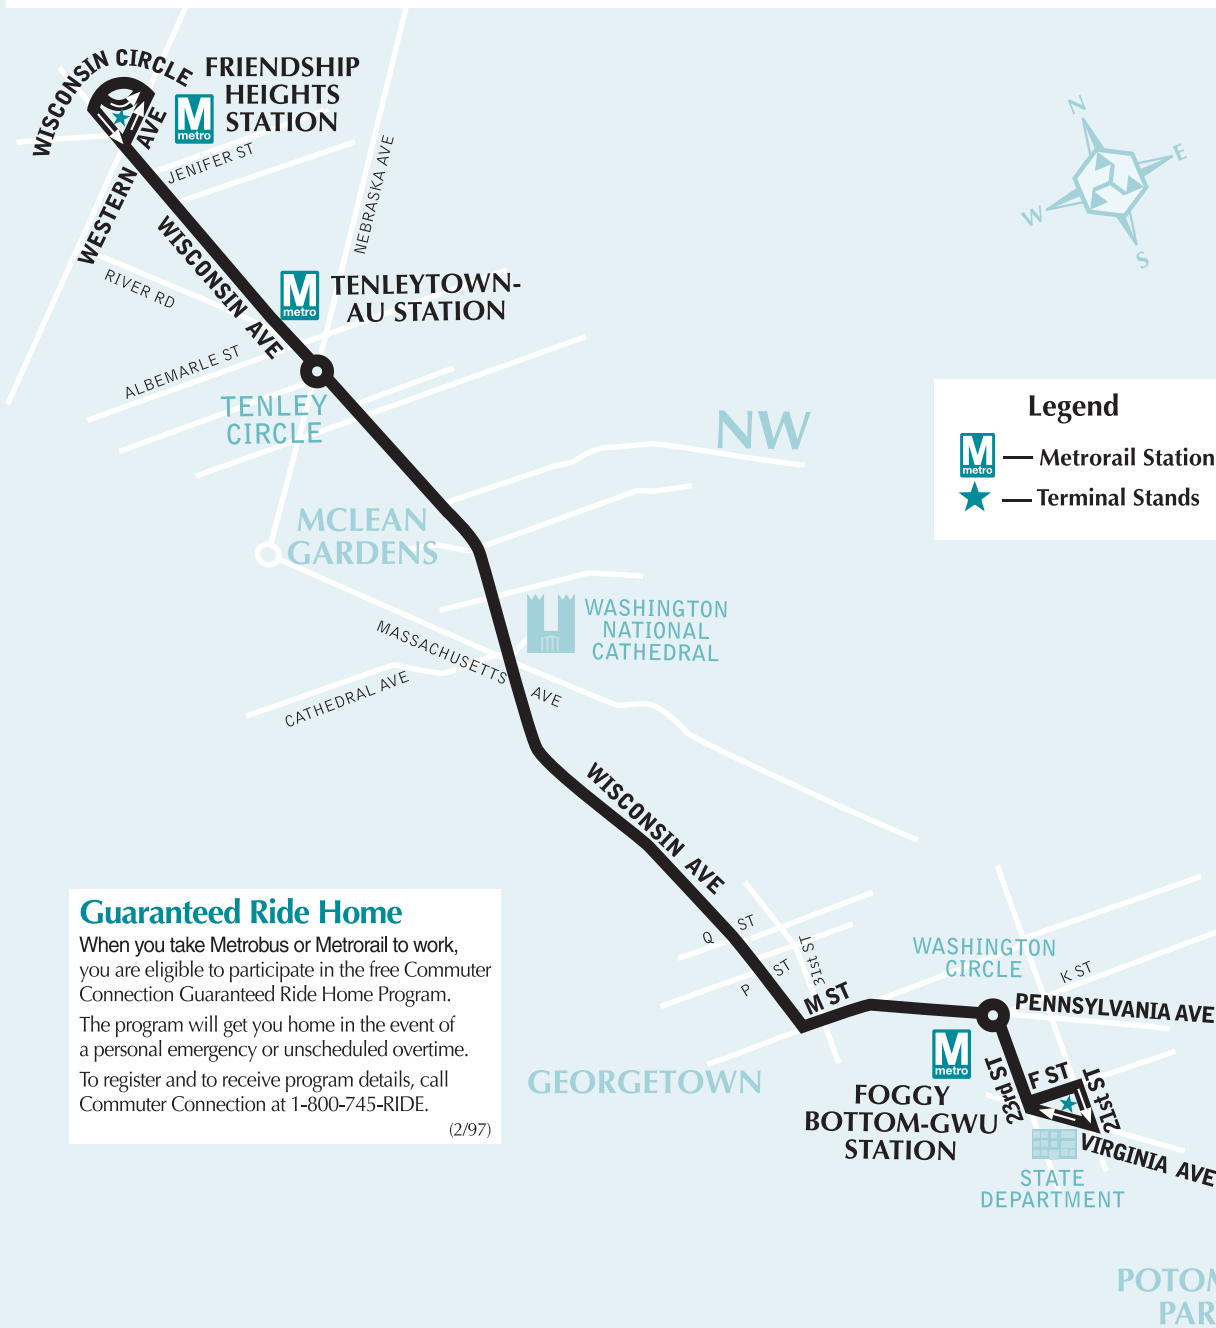 WISCONSIN CIRCLE
FRIENDSHIP
HEIGHTS
STATION
M
metro
AVE
WESTERN
JENIFER ST
NEBRASKA AVE
N
E
W
S
WISCONSIN AVE
RIVER RD
M
metro
TENLEYTOWN-
AU STATION
ALBEMARLE ST
TENLEY
CIRCLE
NW
Legend
M
metro
Metrorail Station
Terminal Stands
MCLEAN
GARDENS
WASHINGTON
NATIONAL
CATHEDRAL
MASSACHUSETTS AVE
CATHEDRAL AVE
WISCONSIN AVE
Guaranteed Ride Home
When you take Metrobus or Metrorail to work,
you are eligible to participate in the free Commuter
Connection Guaranteed Ride Home Program.
The program will get you home in the event of
a personal emergency or unscheduled overtime.
To register and to receive program details, call
Commuter Connection at 1-800-745-RIDE.
(2/97)
Q ST
P ST
31st ST
M ST
WASHINGTON
CIRCLE
K ST
PENNSYLVANIA AVE
GEORGETOWN
M
metro
FOGGY
BOTTOM-GWU
STATION
23rd ST
F ST
21st ST
VIRGINIA AVE
STATE
DEPARTMENT
POTOM
PAR